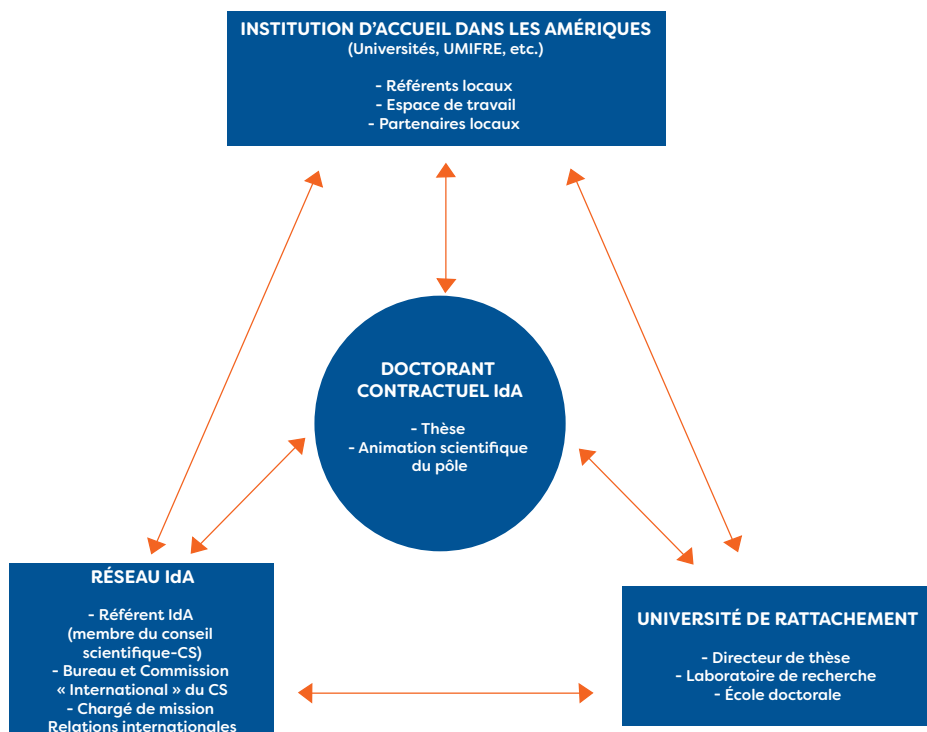 INSTITUTION D’ACCUEIL DANS LES AMÉRIQUES
(Universités, UMIFRE, etc.)
- Référents locaux
- Espace de travail
- Partenaires locaux
DOCTORANT
CONTRACTUEL IdA
- Thèse
- Animation scientifique
du pôle
RÉSEAU IdA
- Référent IdA
(membre du conseil
scientifique-CS)
- Bureau et Commission
« International » du CS
- Chargé de mission
Relations internationales
UNIVERSITÉ DE RATTACHEMENT
- Directeur de thèse
- Laboratoire de recherche
- École doctorale